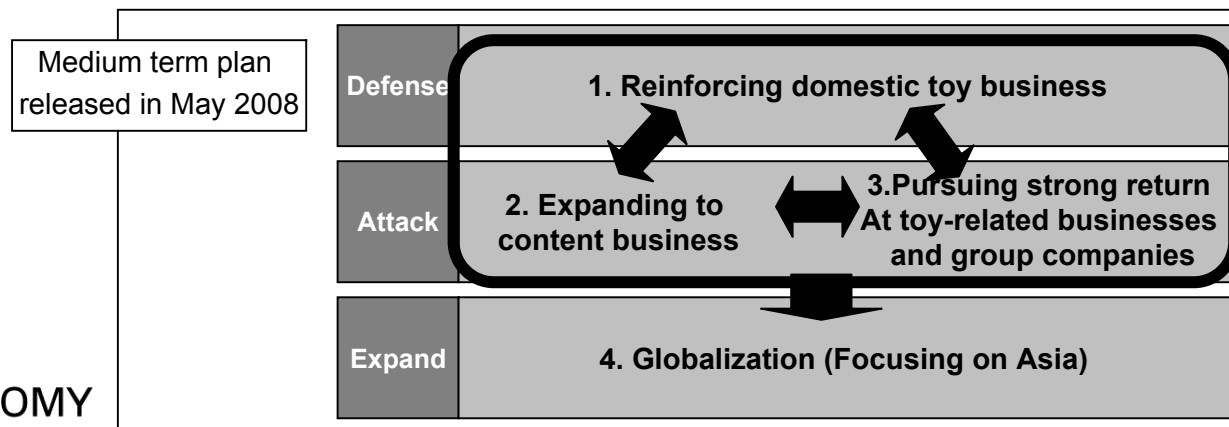 Medium term plan
released in May 2008
Defense
1. Reinforcing domestic toy business
Attack
2. Expanding to
content business
3.Pursuing strong return
At toy-related businesses
and group companies
Expand
4. Globalization (Focusing on Asia)
OMY